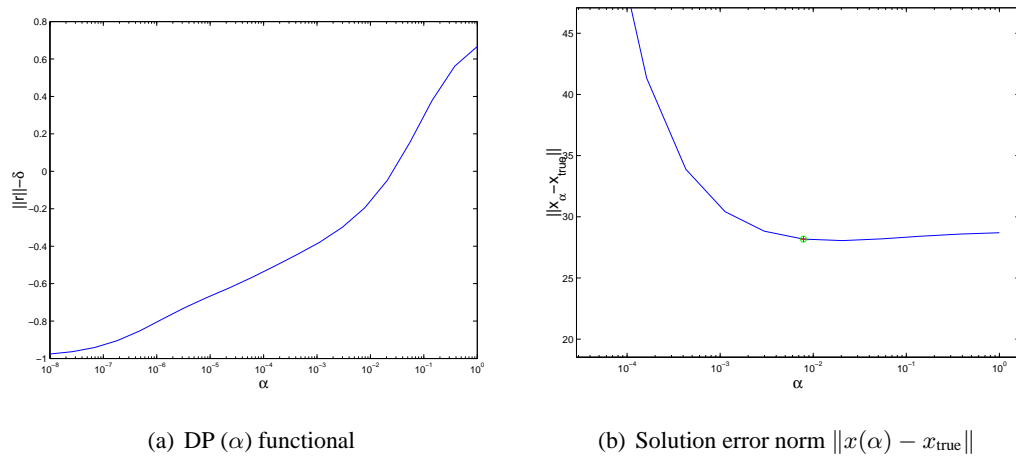 0.8
0.6
0.4
0.2
0
−0.2
−0.4
−0.6
−0.8
−1
||r||−δ
10⁻⁸ 10⁻⁷ 10⁻⁶ 10⁻⁵ 10⁻⁴ 10⁻³ 10⁻² 10⁻¹ 10⁰
α
(a) DP (α) functional
45
40
35
30
25
20
||x_α−x_true||
10⁻⁴ 10⁻³ 10⁻² 10⁻¹ 10⁰
α
(b) Solution error norm ‖x(α) − x_true‖